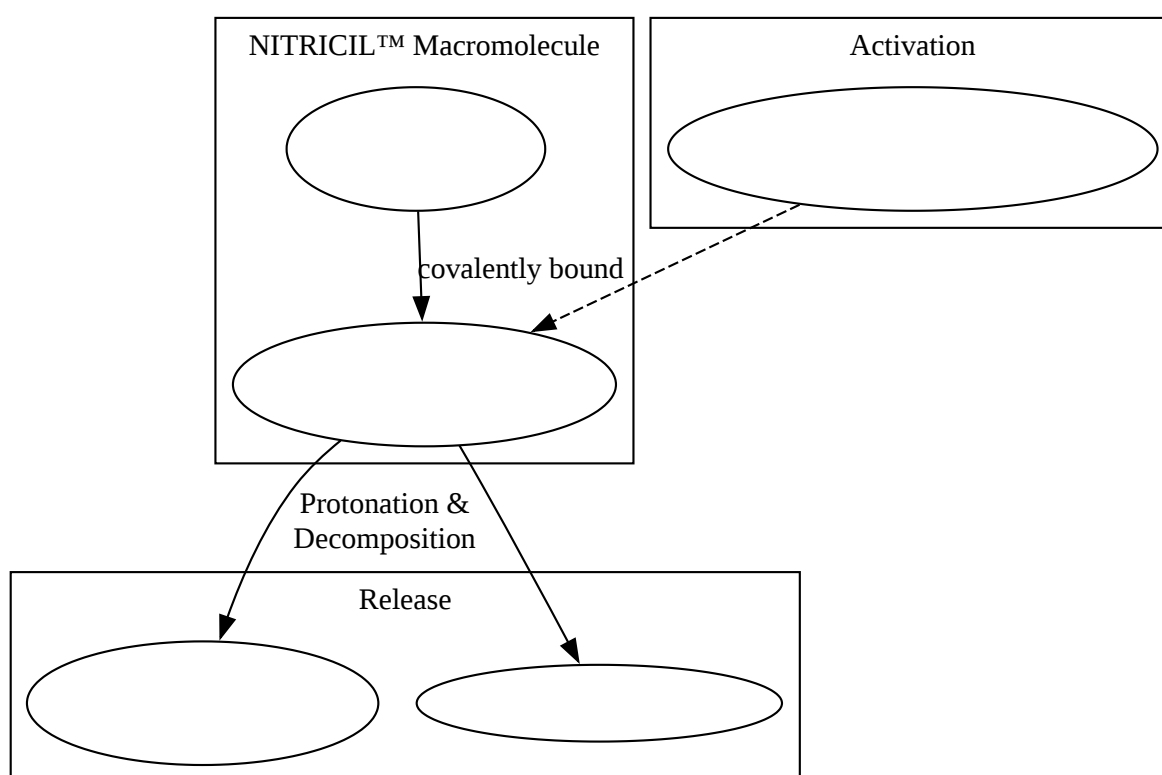 NITRICIL™ Macromolecule
Activation
covalently bound
Protonation &
Decomposition
Release